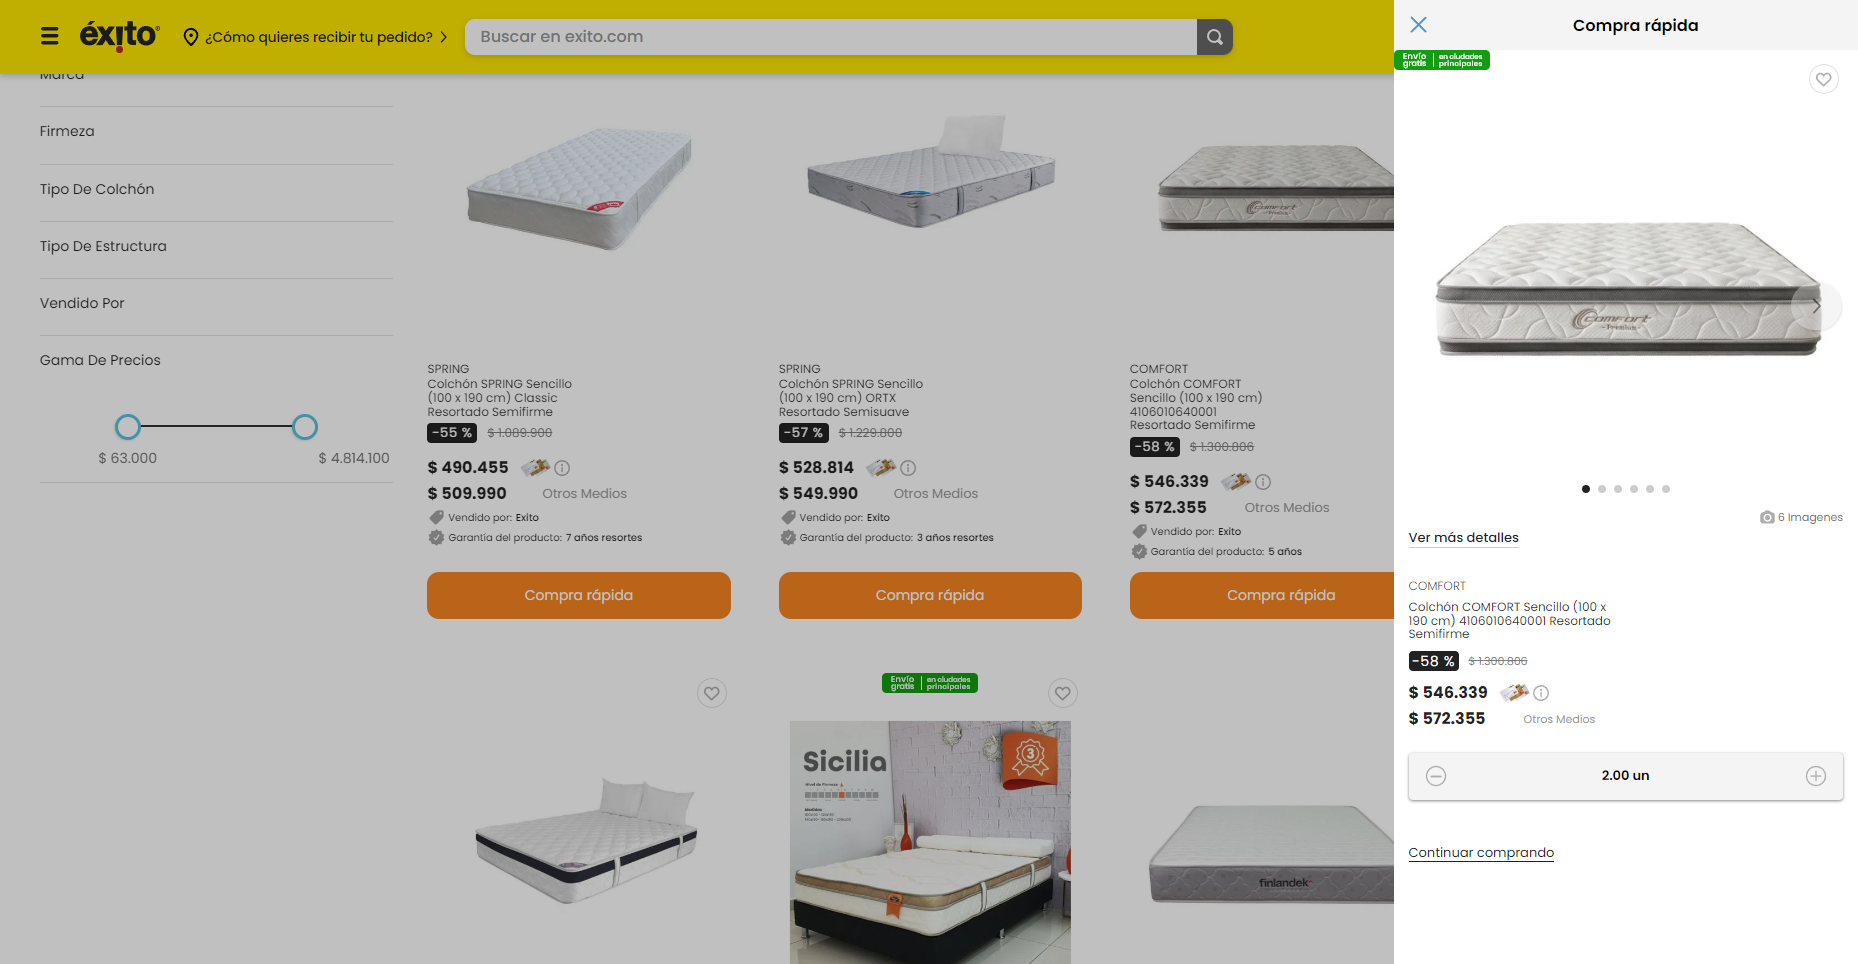 éxito
¿Cómo quieres recibir tu pedido?
Buscar en exito.com
Marca
Firmeza
Tipo De Colchón
Tipo De Estructura
Vendido Por
Gama De Precios
$ 63.000
$ 4.814.100
SPRING
Colchón SPRING Sencillo
(100 x 190 cm) Classic
Resortado Semifirme
-55 % $ 1.089.900
$ 490.455
$ 509.990 Otros Medios
Vendido por: Exito
Garantía del producto: 7 años resortes
Compra rápida
SPRING
Colchón SPRING Sencillo
(100 x 190 cm) ORTX
Resortado Semisuave
-57 % $ 1.229.800
$ 528.814
$ 549.990 Otros Medios
Vendido por: Exito
Garantía del producto: 3 años resortes
Compra rápida
comfort
COMFORT
Colchón COMFORT
Sencillo (100 x 190 cm)
4106010640001
Resortado Semifirme
-58 % $ 1.300.806
$ 546.339
$ 572.355 Otros Medios
Vendido por: Exito
Garantía del producto: 5 años
Compra rápida
Envío gratis en ciudades principales
Sicilia
Nivel de Firmeza
3
finlandek
Compra rápida
Envío gratis en ciudades principales
comfort
Premium
6 Imagenes
Ver más detalles
COMFORT
Colchón COMFORT Sencillo (100 x
190 cm) 4106010640001 Resortado
Semifirme
-58 % $ 1.300.806
$ 546.339
$ 572.355 Otros Medios
2.00 un
Continuar comprando